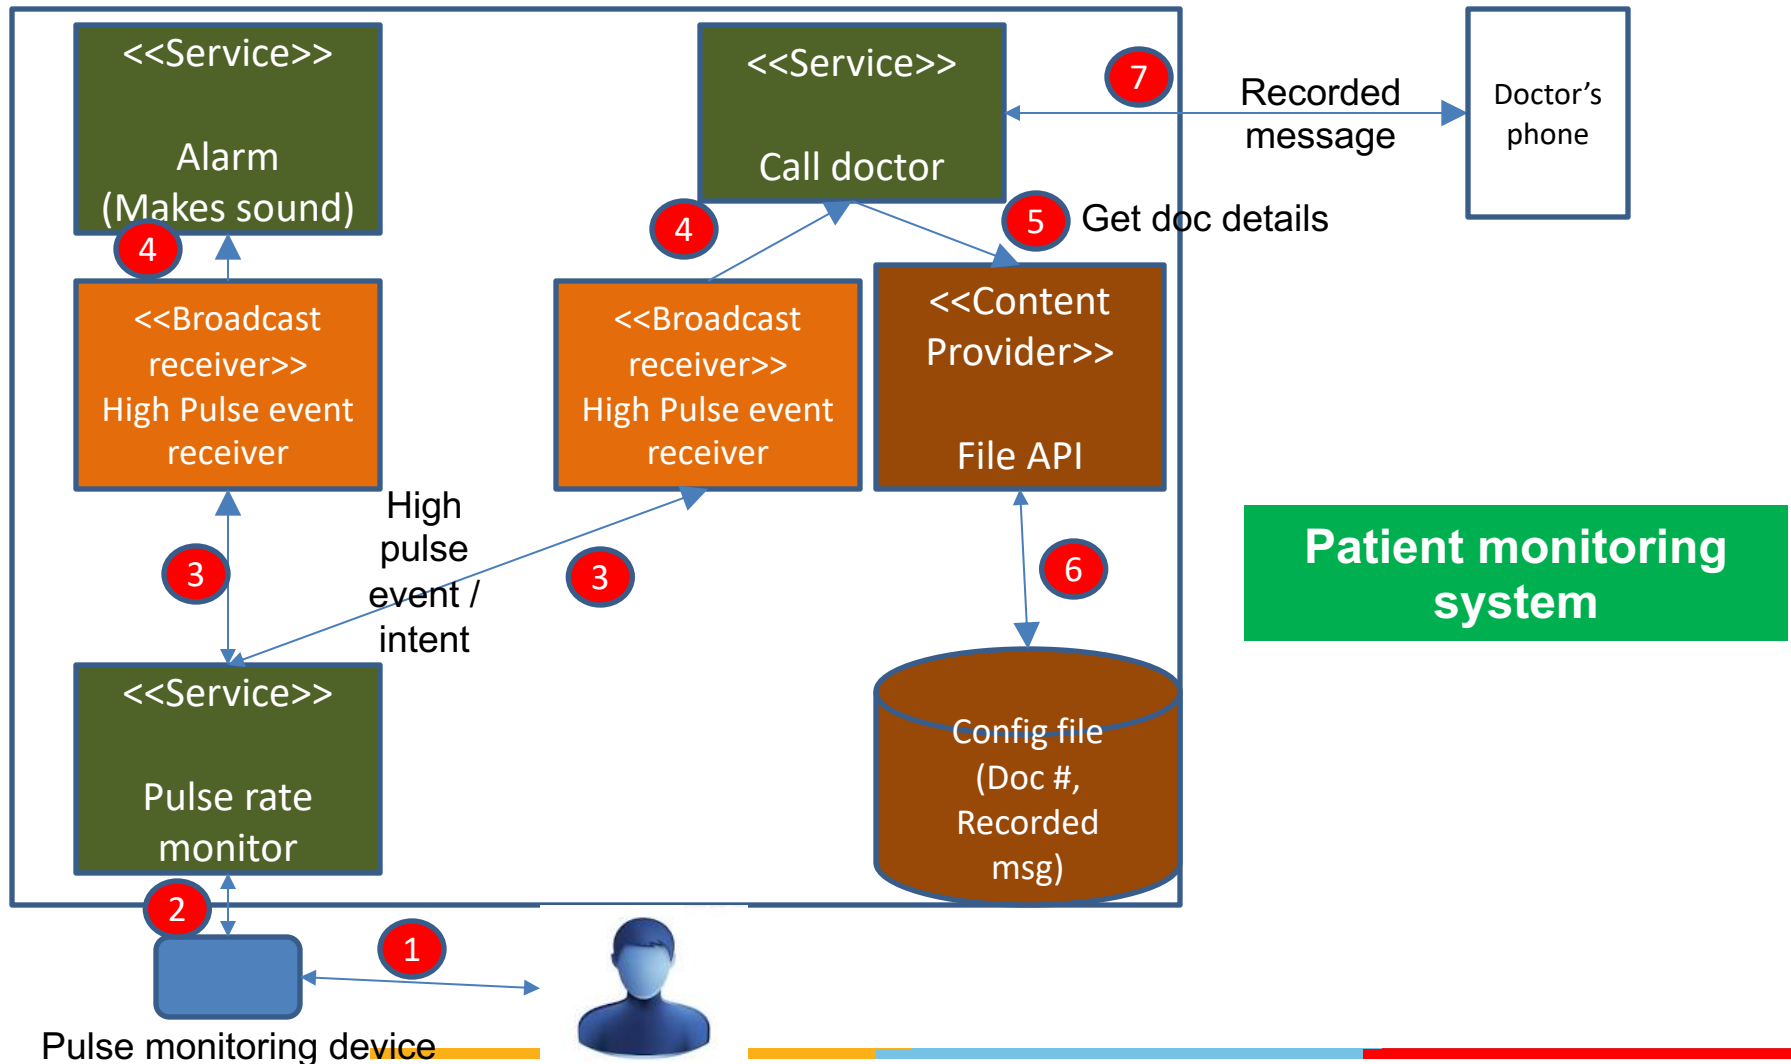 <<Service>>
Alarm
(Makes sound)
4
<<Broadcast
receiver>>
High Pulse event
receiver
3
High
pulse
event /
intent
<<Service>>
Pulse rate
monitor
2
1
Pulse monitoring device
<<Service>>
Call doctor
4
<<Broadcast
receiver>>
High Pulse event
receiver
3
5
Get doc details
<<Content
Provider>>
File API
6
Config file
(Doc #,
Recorded
msg)
7
Recorded
message
Doctor’s
phone
Patient monitoring
system